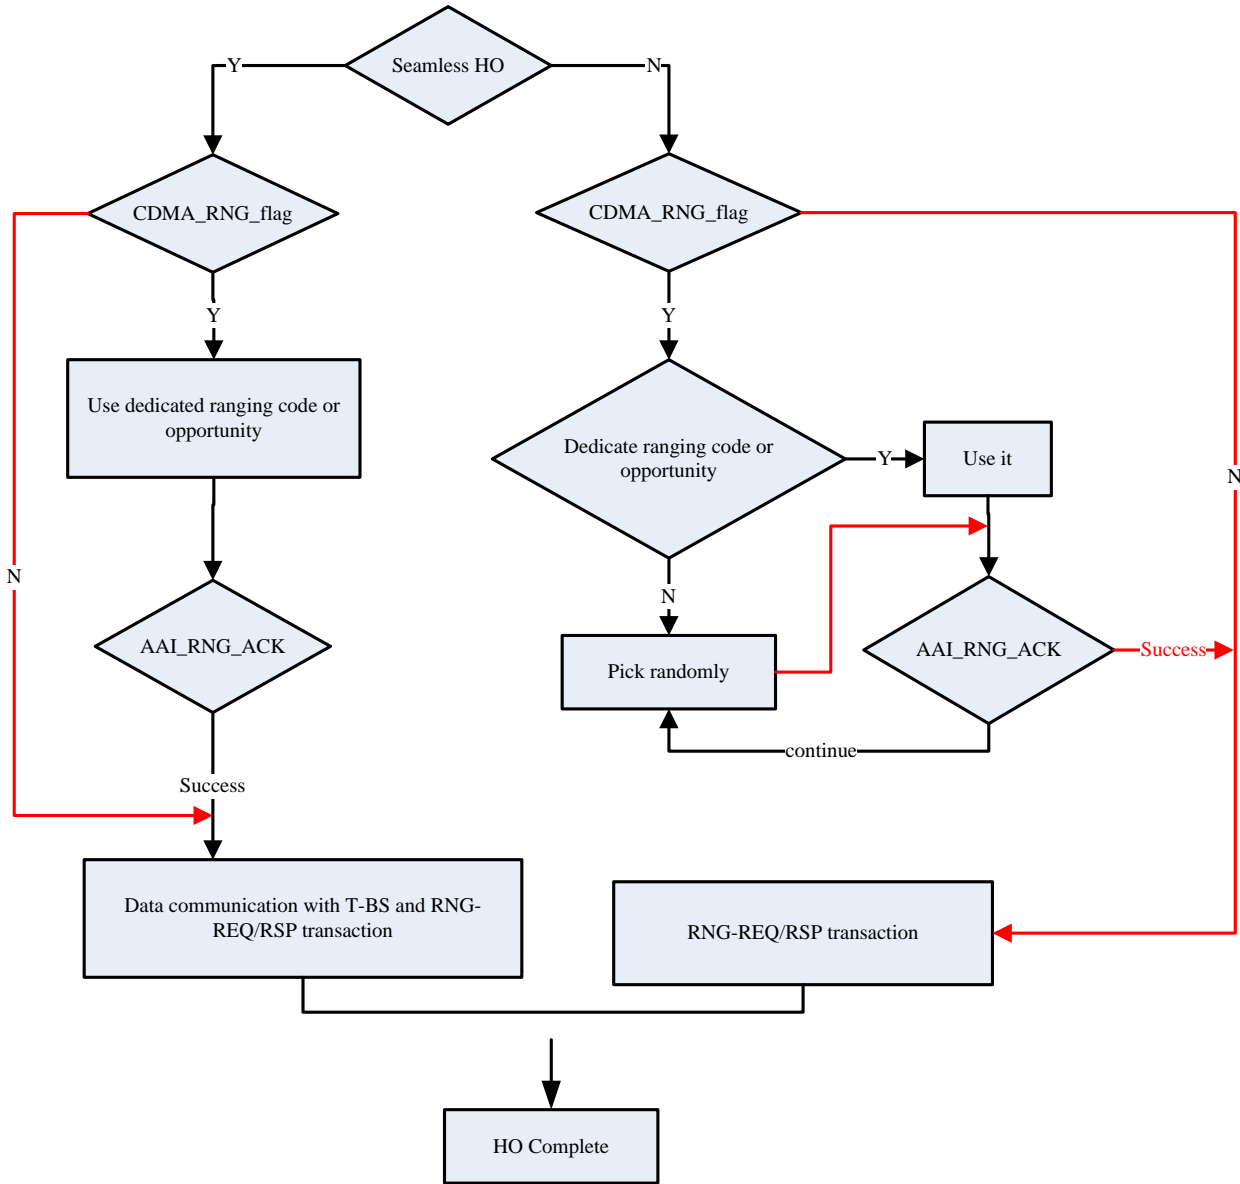 Seamless HO
Y
N
CDMA_RNG_flag
CDMA_RNG_flag
Y
Y
Use dedicated ranging code or
opportunity
Dedicate ranging code or
opportunity
Y
Use it
N
N
N
AAI_RNG_ACK
Pick randomly
AAI_RNG_ACK
Success
continue
Success
Data communication with T-BS and RNG-
REQ/RSP transaction
RNG-REQ/RSP transaction
HO Complete